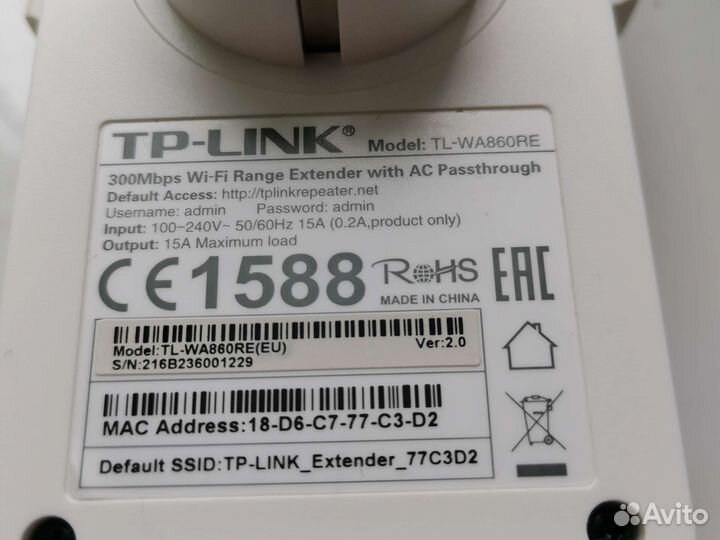 TP-LINK® Model: TL-WA860RE
300Mbps Wi-Fi Range Extender with AC Passthrough
Default Access: http://tplinkrepeater.net
Username: admin Password: admin
Input: 100-240V~ 50/60Hz 15A (0.2A,product only)
Output: 15A Maximum load
CE1588 RoHS EAC
MADE IN CHINA
Model:TL-WA860RE(EU) Ver:2.0
S/N:216B236001229
MAC Address:18-D6-C7-77-C3-D2
Default SSID:TP-LINK_Extender_77C3D2
Avito